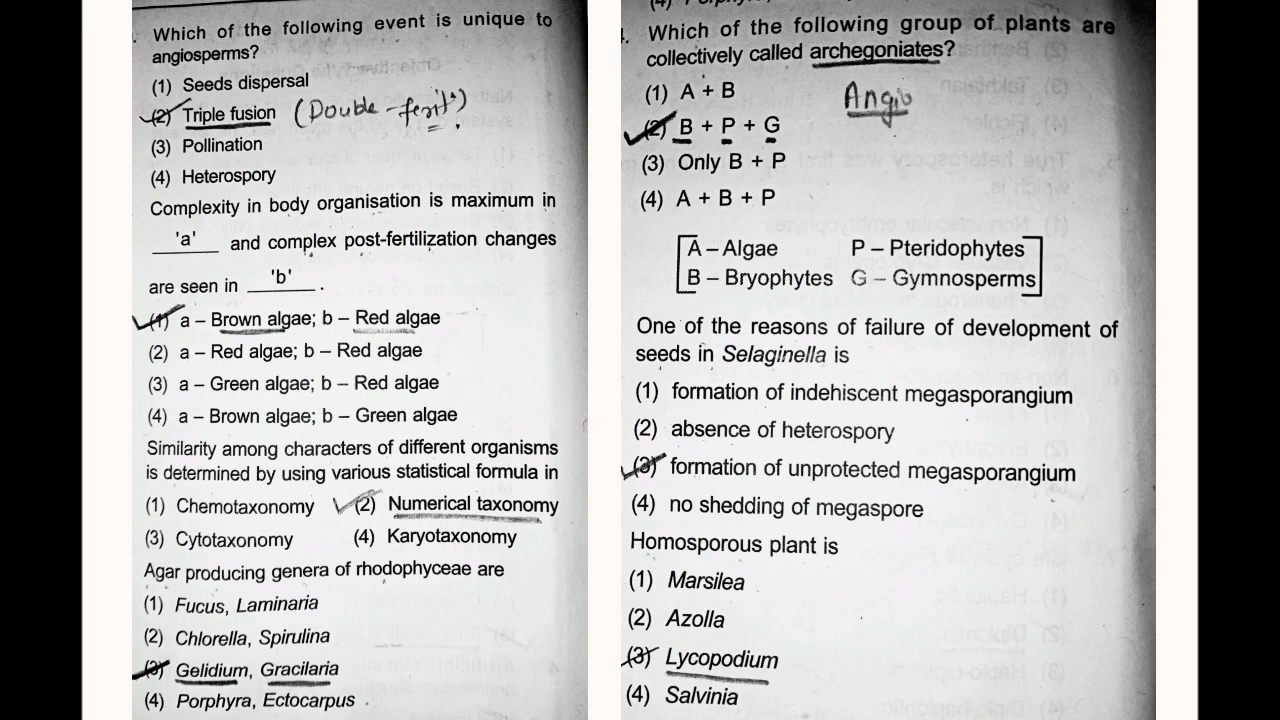 Which of the following event is unique to
angiosperms?
(1) Seeds dispersal
(2) Triple fusion (Double-
(3) Pollination
(4) Heterospory
Complexity in body organisation is maximum in
'a' and complex post-fertilization changes
are seen in 'b'.
(1) a – Brown algae; b – Red algae
(2) a – Red algae; b – Red algae
(3) a – Green algae; b – Red algae
(4) a – Brown algae; b – Green algae
Similarity among characters of different organisms
is determined by using various statistical formula in
(1) Chemotaxonomy (2) Numerical taxonomy
(3) Cytotaxonomy (4) Karyotaxonomy
Agar producing genera of rhodophyceae are
(1) Fucus, Laminaria
(2) Chlorella, Spirulina
(3) Gelidium, Gracilaria
(4) Porphyra, Ectocarpus
Which of the following group of plants are
collectively called archegoniates?
(1) A + B Angio
(2) B + P + G
(3) Only B + P
(4) A + B + P
A – Algae P – Pteridophytes
B – Bryophytes G – Gymnosperms
One of the reasons of failure of development of
seeds in Selaginella is
(1) formation of indehiscent megasporangium
(2) absence of heterospory
(3) formation of unprotected megasporangium
(4) no shedding of megaspore
Homosporous plant is
(1) Marsilea
(2) Azolla
(3) Lycopodium
(4) Salvinia